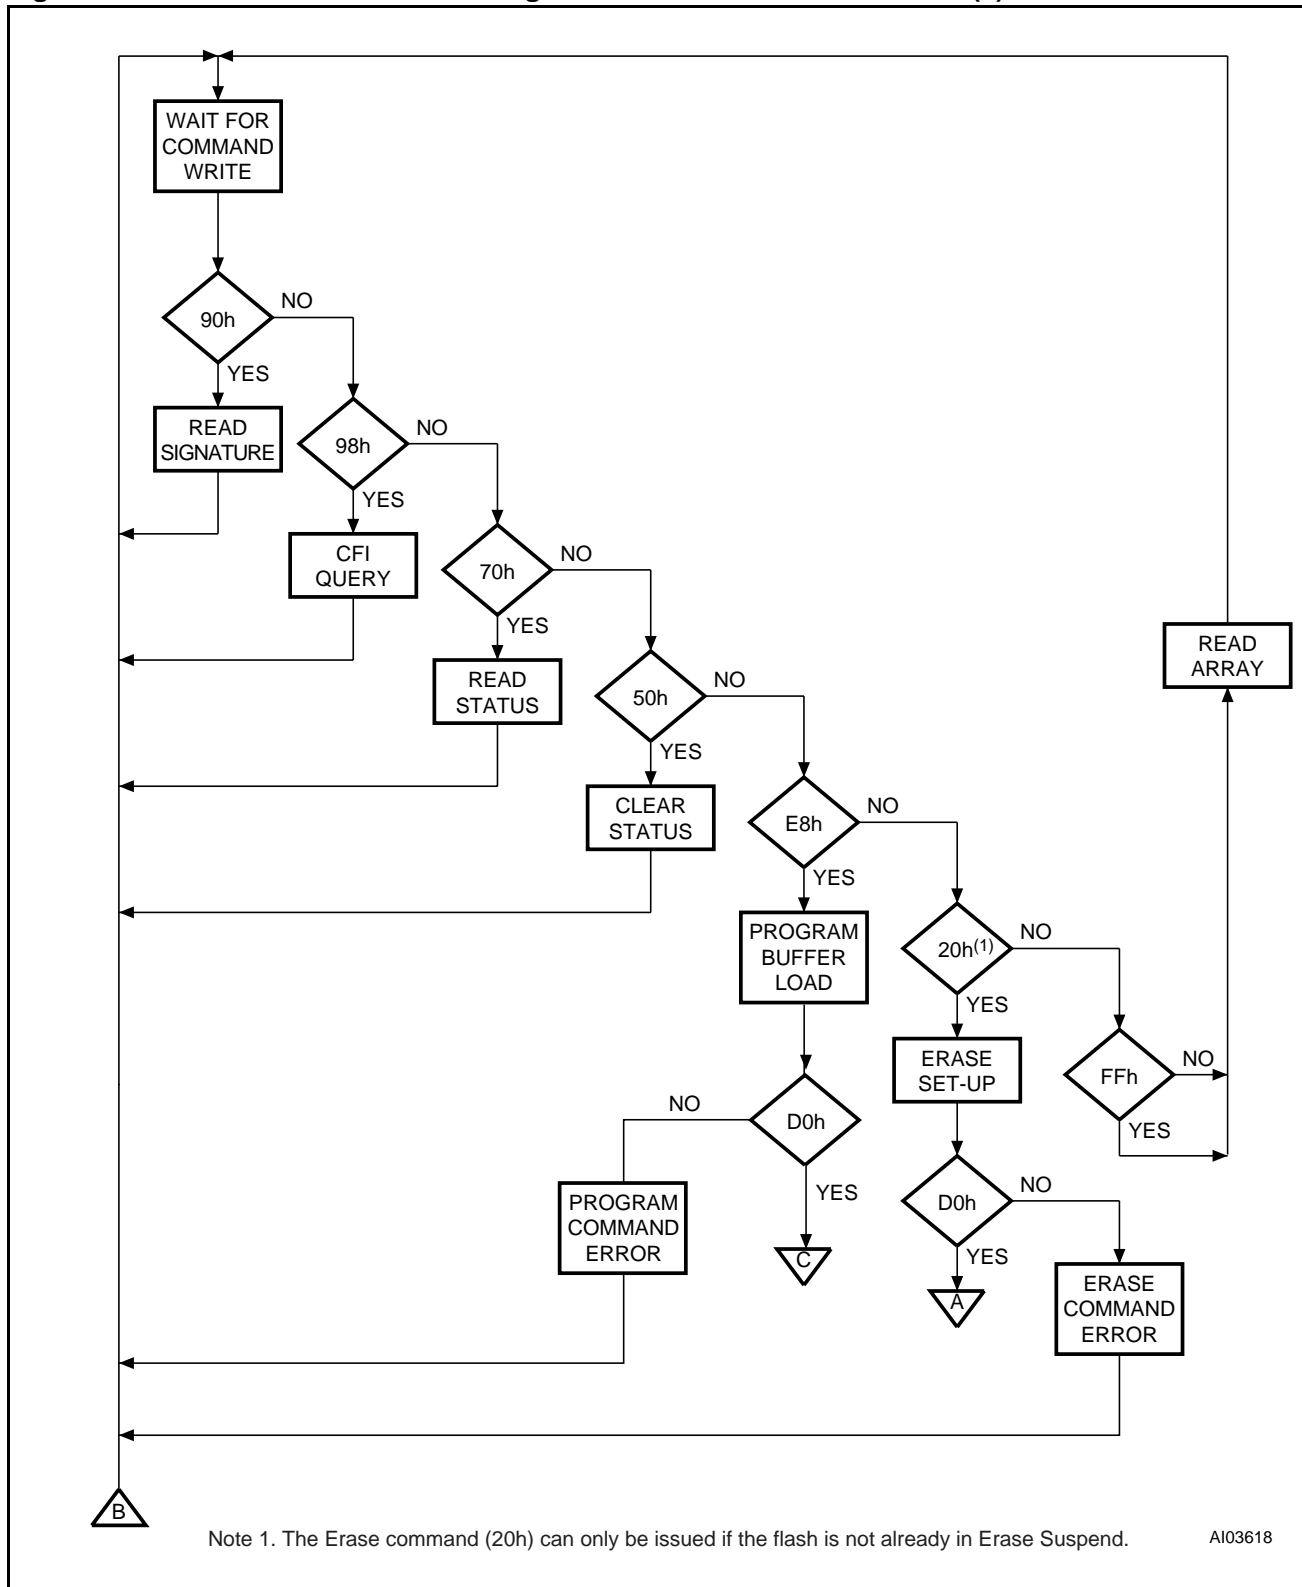 WAIT FOR
COMMAND
WRITE
90h
NO
YES
READ
SIGNATURE
98h
NO
YES
CFI
QUERY
70h
NO
YES
READ
STATUS
50h
NO
YES
CLEAR
STATUS
READ
ARRAY
E8h
NO
YES
PROGRAM
BUFFER
LOAD
20h(1)
NO
YES
ERASE
SET-UP
FFh
NO
YES
D0h
NO
YES
PROGRAM
COMMAND
ERROR
C
D0h
NO
YES
A
ERASE
COMMAND
ERROR
B
Note 1. The Erase command (20h) can only be issued if the flash is not already in Erase Suspend.
AI03618